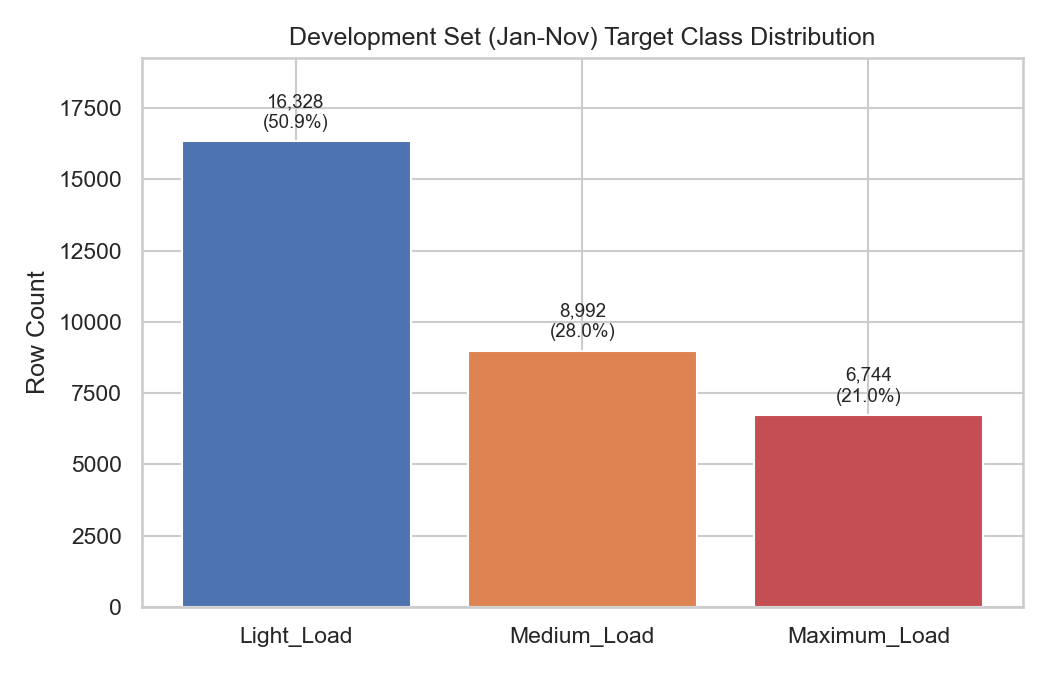 Development Set (Jan-Nov) Target Class Distribution
Row Count
17500
15000
12500
10000
7500
5000
2500
0
16,328
(50.9%)
8,992
(28.0%)
6,744
(21.0%)
Light_Load
Medium_Load
Maximum_Load